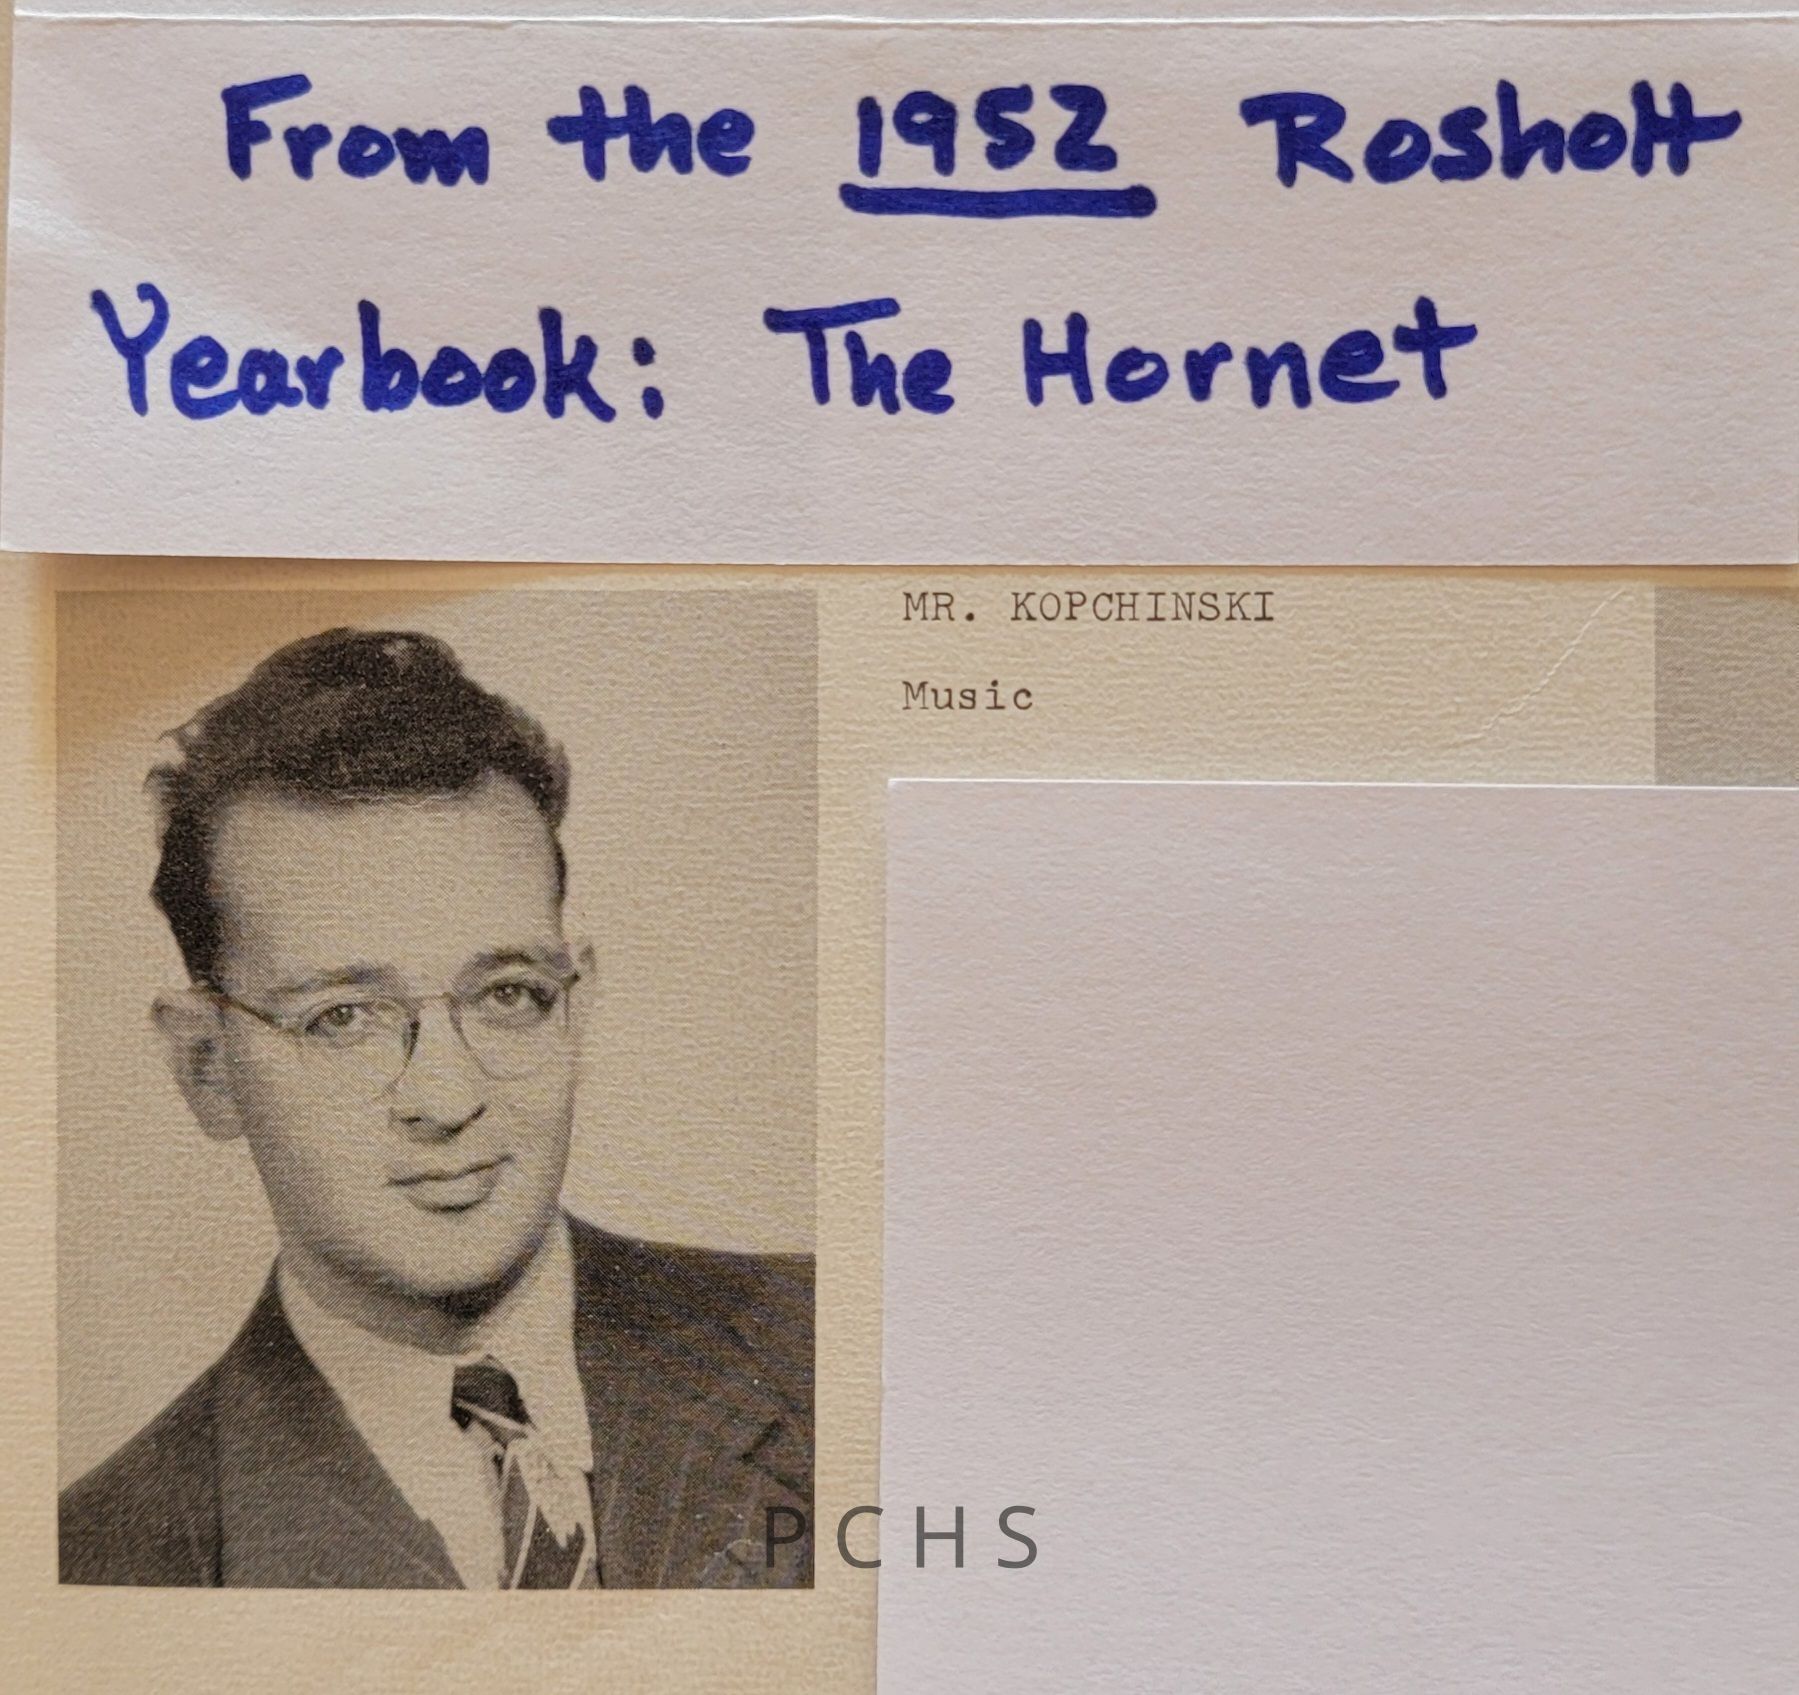 From the 1952 Rosholt
Yearbook: The Hornet
MR. KOPCHINSKI
Music
PCHS